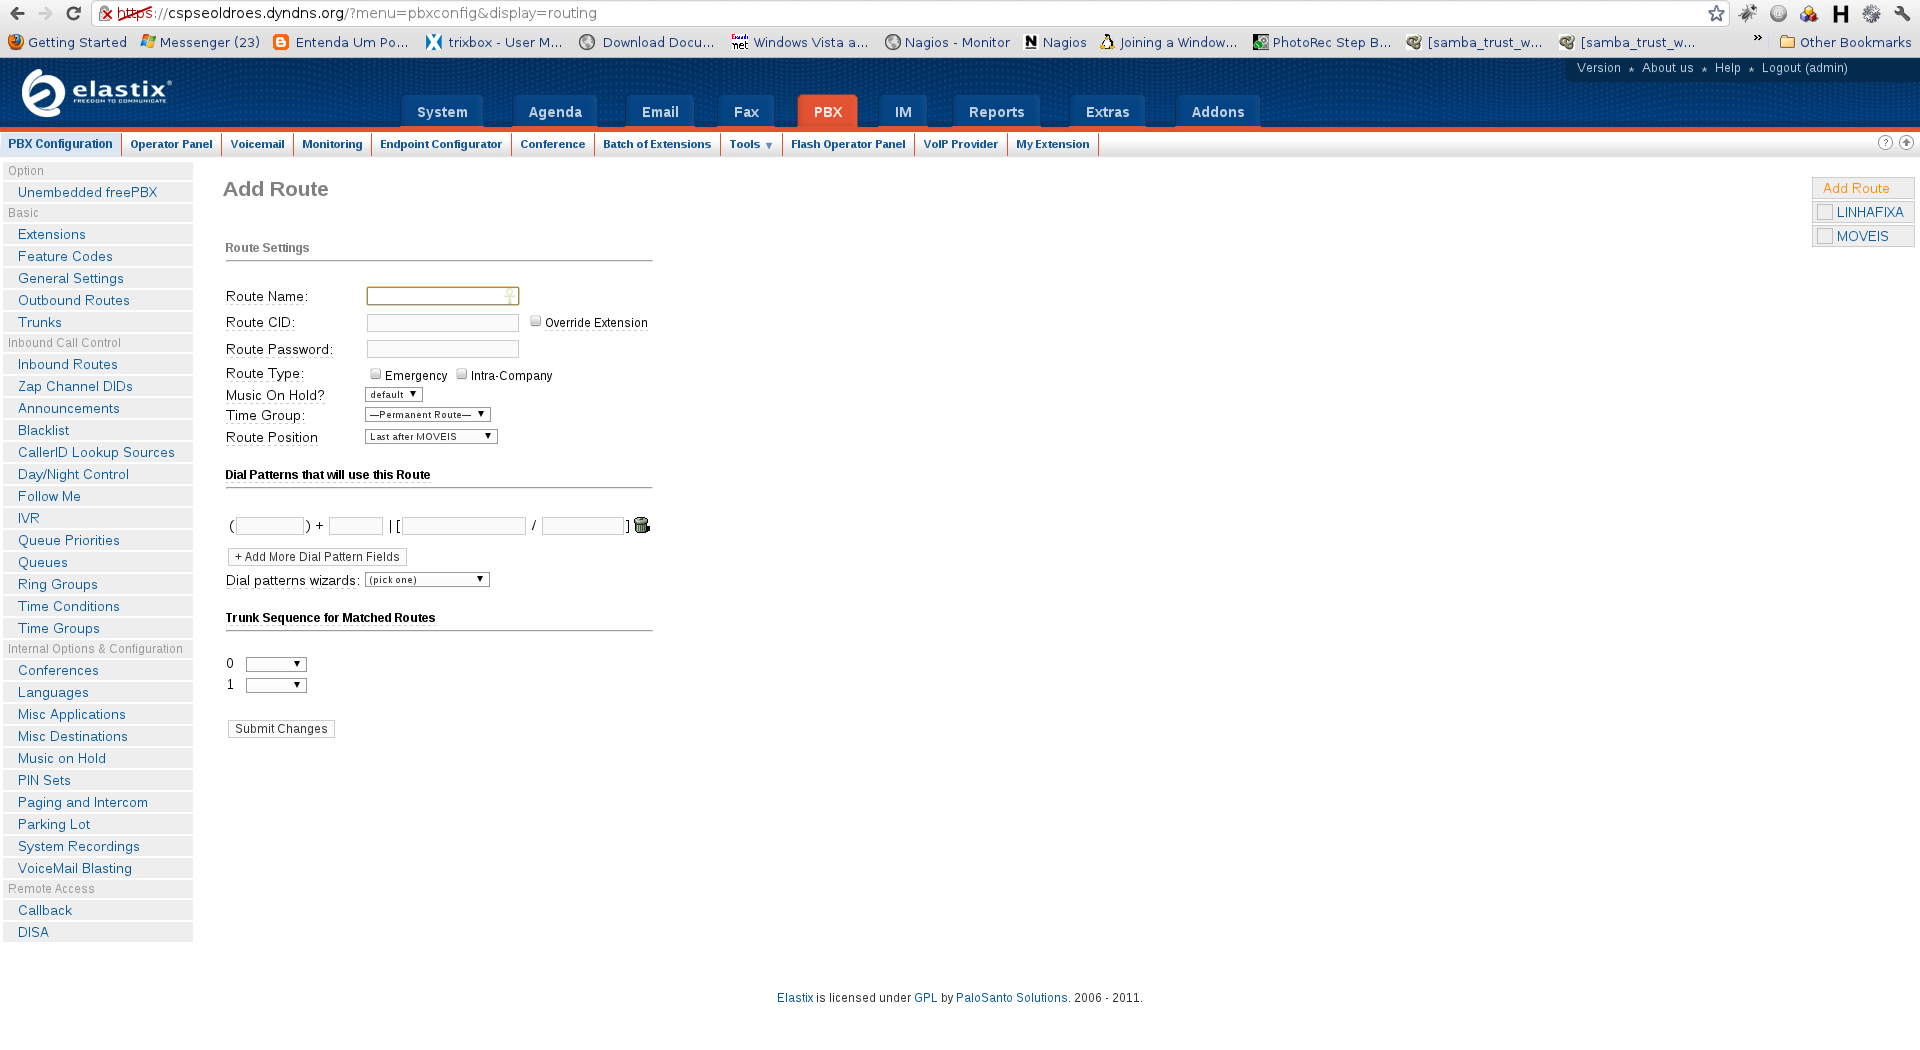 https://cspseoldroes.dyndns.org/?menu=pbxconfig&display=routing
Getting Started Messenger (23) Entenda Um Po... trixbox - User M... Download Docu... Windows Vista a... Nagios - Monitor Nagios Joining a Window... PhotoRec Step B... [samba_trust_w... [samba_trust_w... » Other Bookmarks
elastix
FREEDOM TO COMMUNICATE
Version * About us * Help * Logout (admin)
System Agenda Email Fax PBX IM Reports Extras Addons
PBX Configuration Operator Panel Voicemail Monitoring Endpoint Configurator Conference Batch of Extensions Tools Flash Operator Panel VoIP Provider My Extension
Option
Unembedded freePBX
Basic
Extensions
Feature Codes
General Settings
Outbound Routes
Trunks
Inbound Call Control
Inbound Routes
Zap Channel DIDs
Announcements
Blacklist
CallerID Lookup Sources
Day/Night Control
Follow Me
IVR
Queue Priorities
Queues
Ring Groups
Time Conditions
Time Groups
Internal Options & Configuration
Conferences
Languages
Misc Applications
Misc Destinations
Music on Hold
PIN Sets
Paging and Intercom
Parking Lot
System Recordings
VoiceMail Blasting
Remote Access
Callback
DISA
Add Route
Route Settings
Route Name:
Route CID: Override Extension
Route Password:
Route Type: Emergency Intra-Company
Music On Hold? default
Time Group: —Permanent Route—
Route Position Last after MOVEIS
Dial Patterns that will use this Route
( ) + | [ / ]
+ Add More Dial Pattern Fields
Dial patterns wizards: (pick one)
Trunk Sequence for Matched Routes
0
1
Submit Changes
Add Route
LINHAFIXA
MOVEIS
Elastix is licensed under GPL by PaloSanto Solutions. 2006 - 2011.